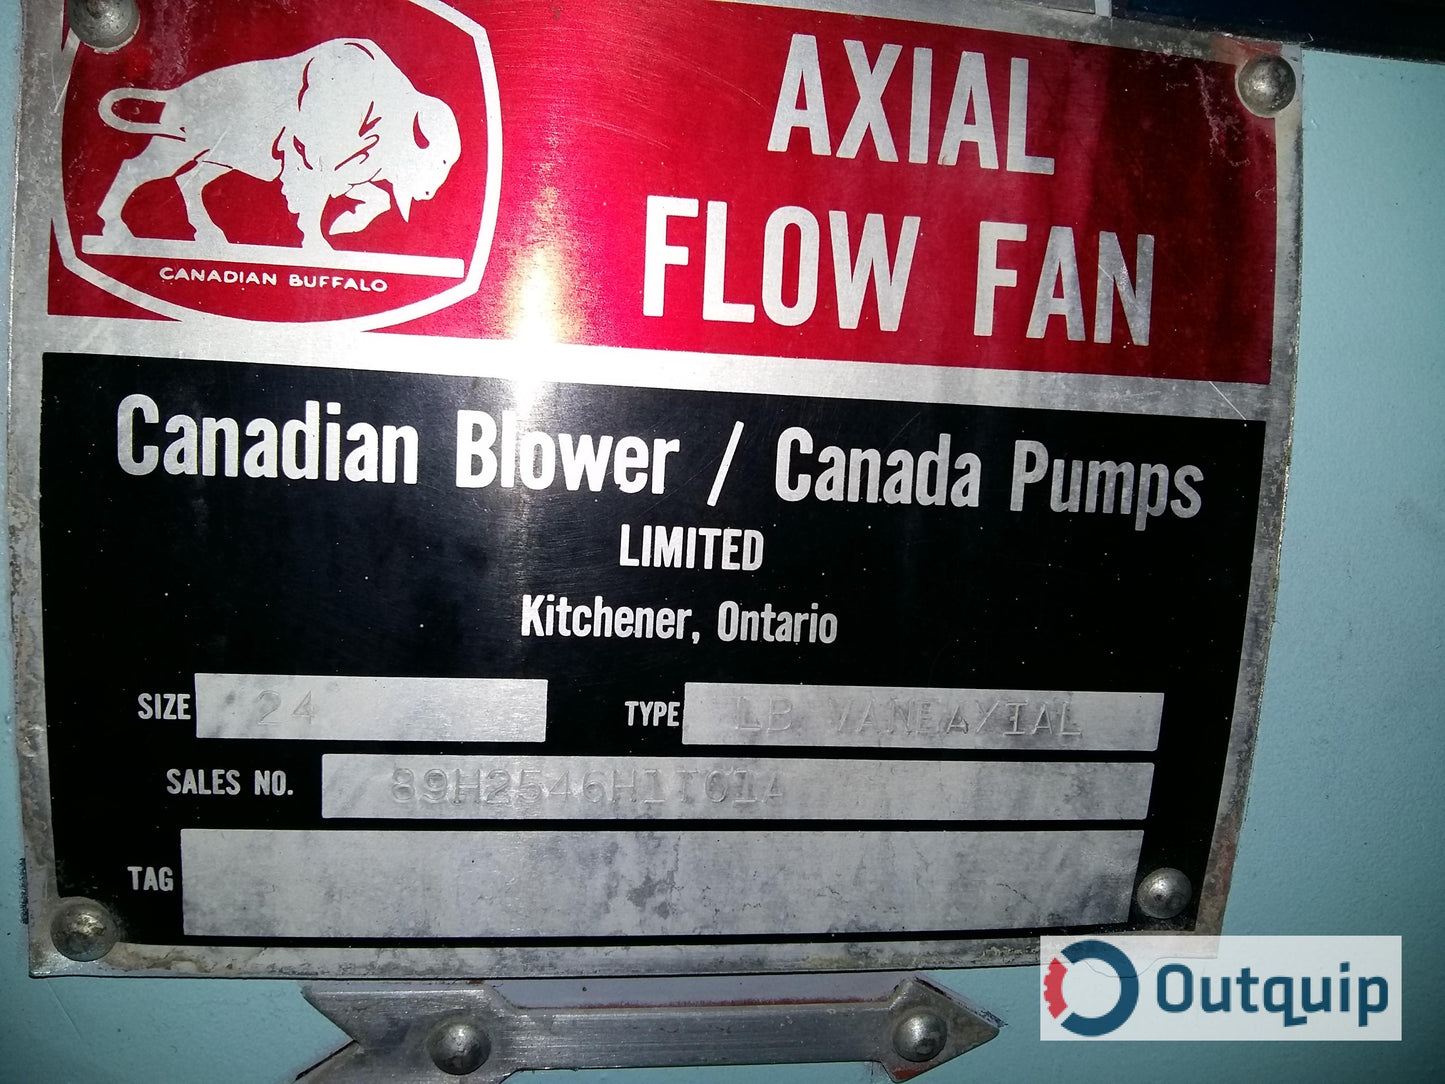 CANADIAN BUFFALO
AXIAL
FLOW FAN
Canadian Blower / Canada Pumps
LIMITED
Kitchener, Ontario
SIZE 24 TYPE LB VANEAXIAL
SALES NO. 89H2546H1TC1A
TAG
Outquip